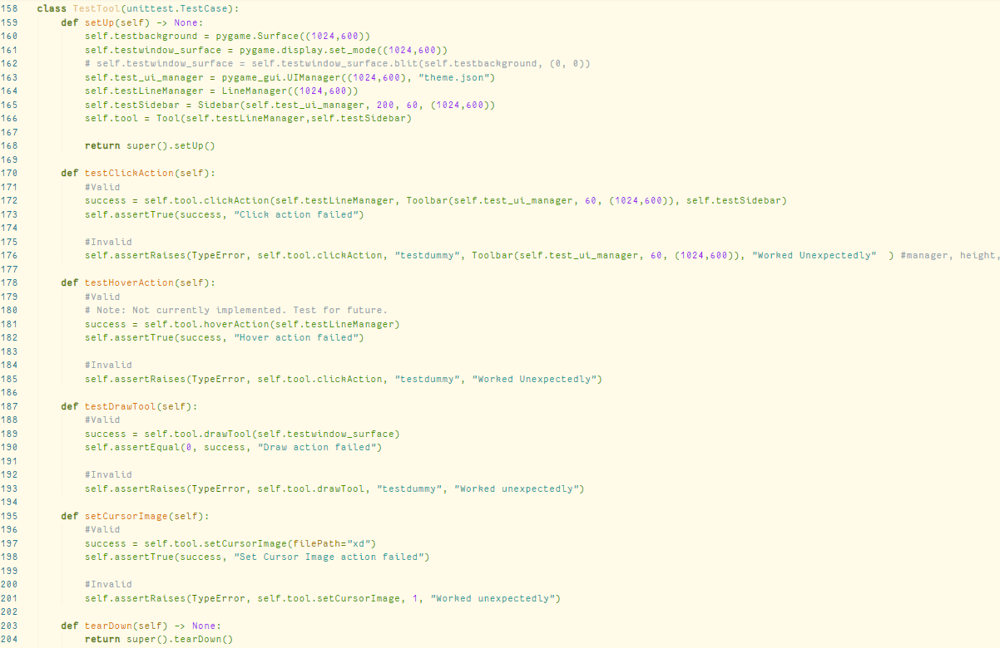 158 class TestTool(unittest.TestCase):
159 def setUp(self) -> None:
160 self.testbackground = pygame.Surface((1024,600))
161 self.testwindow_surface = pygame.display.set_mode((1024,600))
162 # self.testwindow_surface = self.testwindow_surface.blit(self.testbackground, (0, 0))
163 self.test_ui_manager = pygame_gui.UIManager((1024,600), "theme.json")
164 self.testLineManager = LineManager((1024,600))
165 self.testSidebar = Sidebar(self.test_ui_manager, 200, 60, (1024,600))
166 self.tool = Tool(self.testLineManager,self.testSidebar)
167
168 return super().setUp()
169
170 def testClickAction(self):
171 #Valid
172 success = self.tool.clickAction(self.testLineManager, Toolbar(self.test_ui_manager, 60, (1024,600)), self.testSidebar)
173 self.assertTrue(success, "Click action failed")
174
175 #Invalid
176 self.assertRaises(TypeError, self.tool.clickAction, "testdummy", Toolbar(self.test_ui_manager, 60, (1024,600)), "Worked Unexpectedly"  ) #manager, height,
177
178 def testHoverAction(self):
179 #Valid
180 # Note: Not currently implemented. Test for future.
181 success = self.tool.hoverAction(self.testLineManager)
182 self.assertTrue(success, "Hover action failed")
183
184 #Invalid
185 self.assertRaises(TypeError, self.tool.clickAction, "testdummy", "Worked Unexpectedly")
186
187 def testDrawTool(self):
188 #Valid
189 success = self.tool.drawTool(self.testwindow_surface)
190 self.assertEqual(0, success, "Draw action failed")
191
192 #Invalid
193 self.assertRaises(TypeError, self.tool.drawTool, "testdummy", "Worked unexpectedly")
194
195 def setCursorImage(self):
196 #Valid
197 success = self.tool.setCursorImage(filePath="xd")
198 self.assertTrue(success, "Set Cursor Image action failed")
199
200 #Invalid
201 self.assertRaises(TypeError, self.tool.setCursorImage, 1, "Worked unexpectedly")
202
203 def tearDown(self) -> None:
204 return super().tearDown()